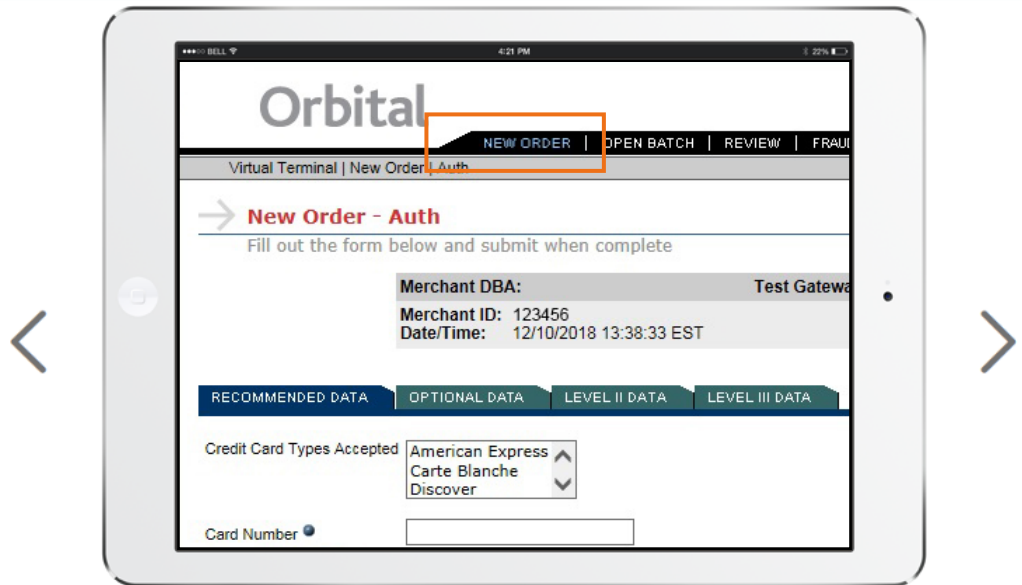 BELL 4:21 PM 22%
Orbital
NEW ORDER | OPEN BATCH | REVIEW | FRAU
Virtual Terminal | New Order | Auth
New Order - Auth
Fill out the form below and submit when complete
Merchant DBA: Test Gatewa
Merchant ID: 123456
Date/Time: 12/10/2018 13:38:33 EST
RECOMMENDED DATA OPTIONAL DATA LEVEL II DATA LEVEL III DATA
Credit Card Types Accepted American Express
Carte Blanche
Discover
Card Number